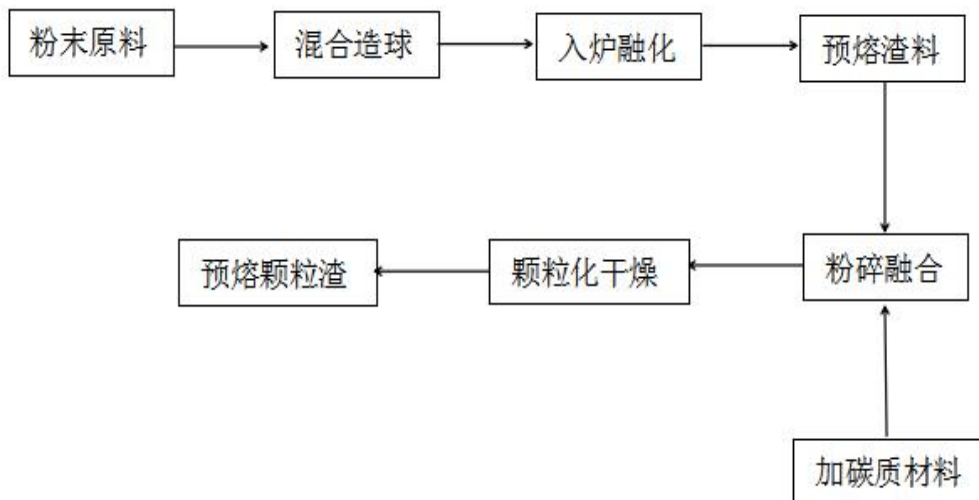 粉末原料
混合造球
入炉融化
预熔渣料
粉碎融合
颗粒化干燥
预熔颗粒渣
加碳质材料